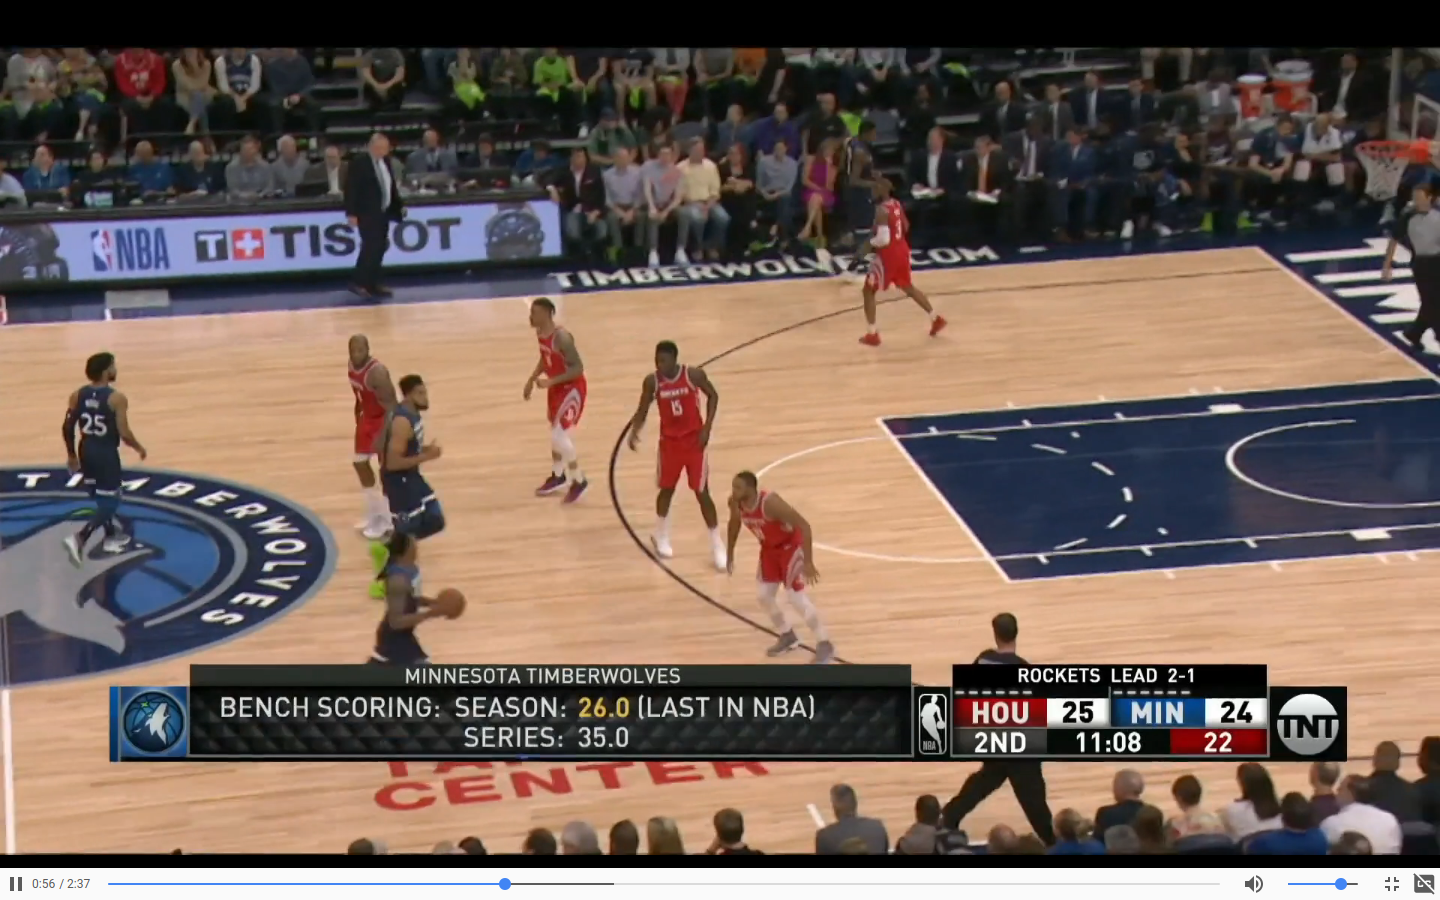 NBA
T+ TISSOT
TIMBERWOLVES.COM
3
25
15
TIMBERWOLVES
MINNESOTA TIMBERWOLVES
BENCH SCORING: SEASON: 26.0 (LAST IN NBA)
SERIES: 35.0
NBA
ROCKETS LEAD 2-1
HOU 25 MIN 24
2ND 11:08 22
TNT
CENTER
0:56 / 2:37